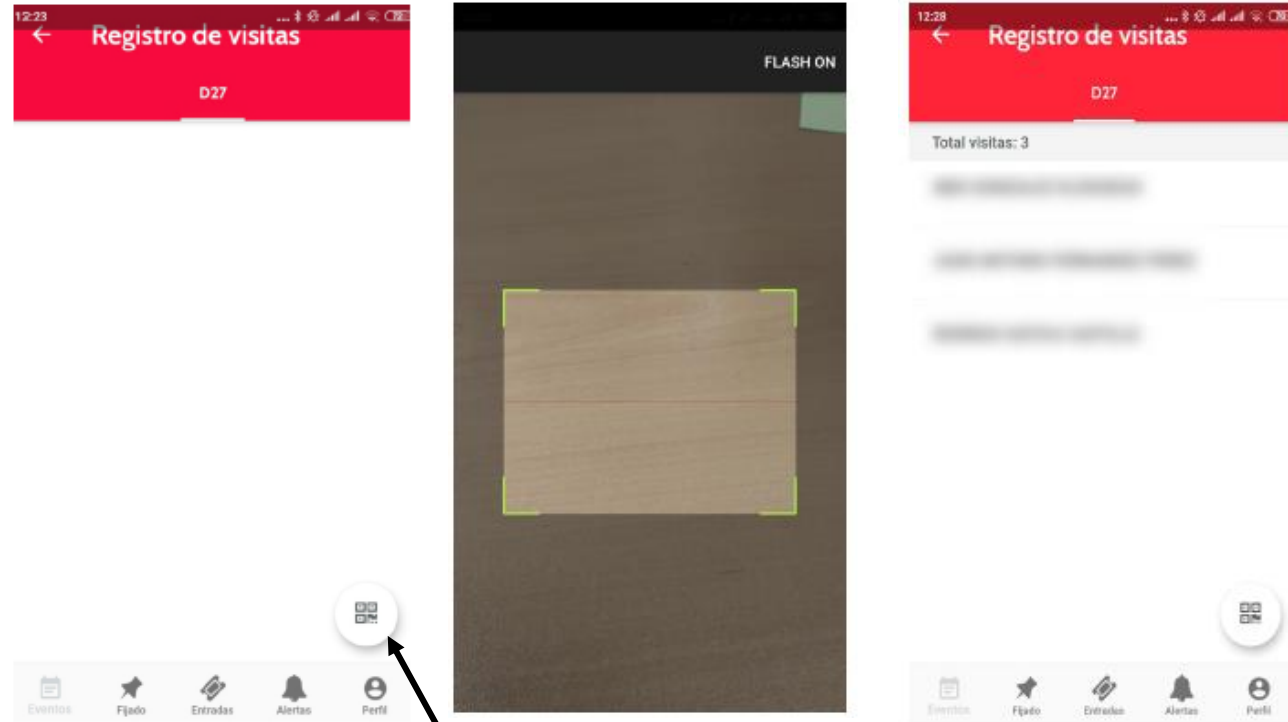 12:23
Registro de visitas
D27
Eventos
Fijado
Entradas
Alertas
Perfil
FLASH ON
12:28
Registro de visitas
D27
Total visitas: 3
Eventos
Fijado
Entradas
Alertas
Perfil